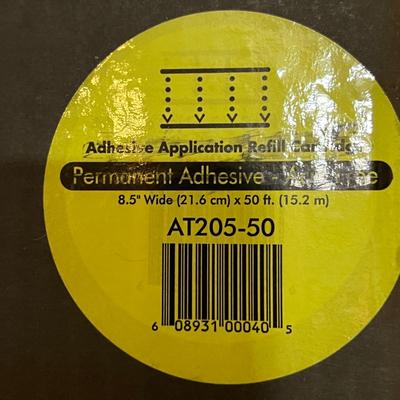 Adhesive Application Refill
Permanent Adhesive -
8.5" Wide (21.6 cm) x 50 ft. (15.2 m)
AT205-50
6 08931 00040 5